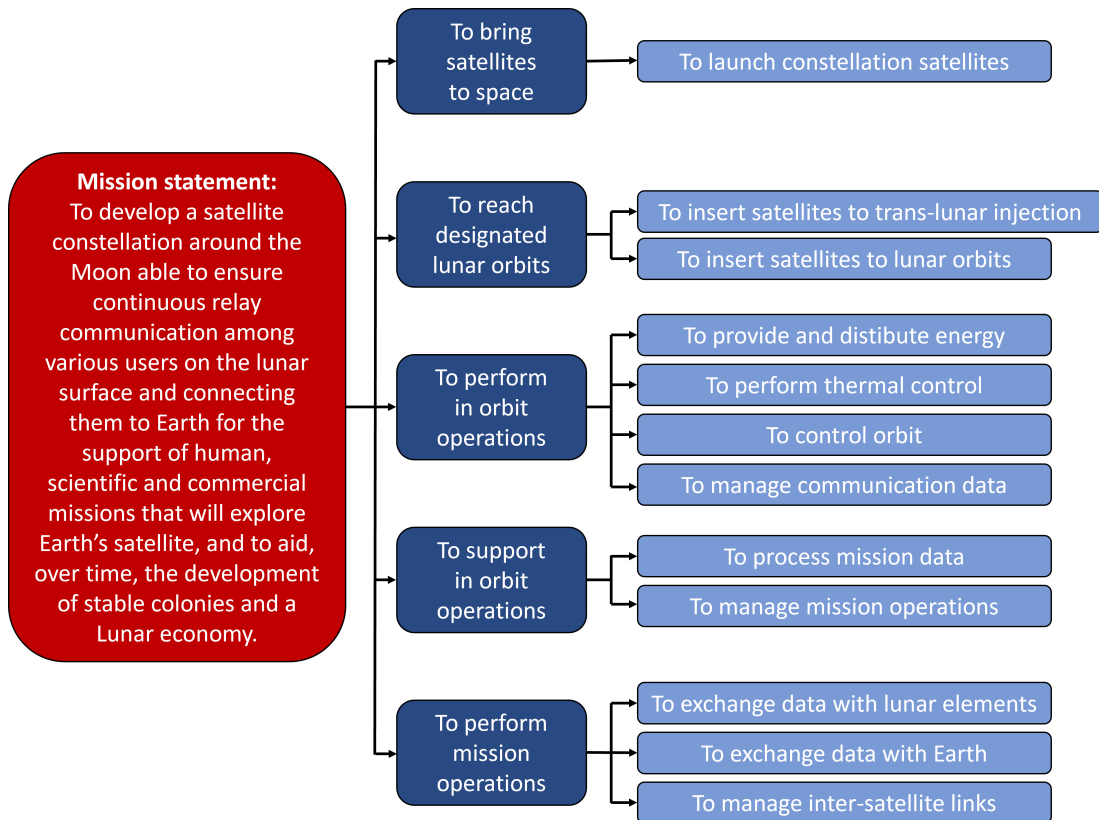 Mission statement:
To develop a satellite
constellation around the
Moon able to ensure
continuous relay
communication among
various users on the lunar
surface and connecting
them to Earth for the
support of human,
scientific and commercial
missions that will explore
Earth's satellite, and to aid,
over time, the development
of stable colonies and a
Lunar economy.
To bring
satellites
to space
To launch constellation satellites
To reach
designated
lunar orbits
To insert satellites to trans-lunar injection
To insert satellites to lunar orbits
To perform
in orbit
operations
To provide and distibute energy
To perform thermal control
To control orbit
To manage communication data
To support
in orbit
operations
To process mission data
To manage mission operations
To perform
mission
operations
To exchange data with lunar elements
To exchange data with Earth
To manage inter-satellite links